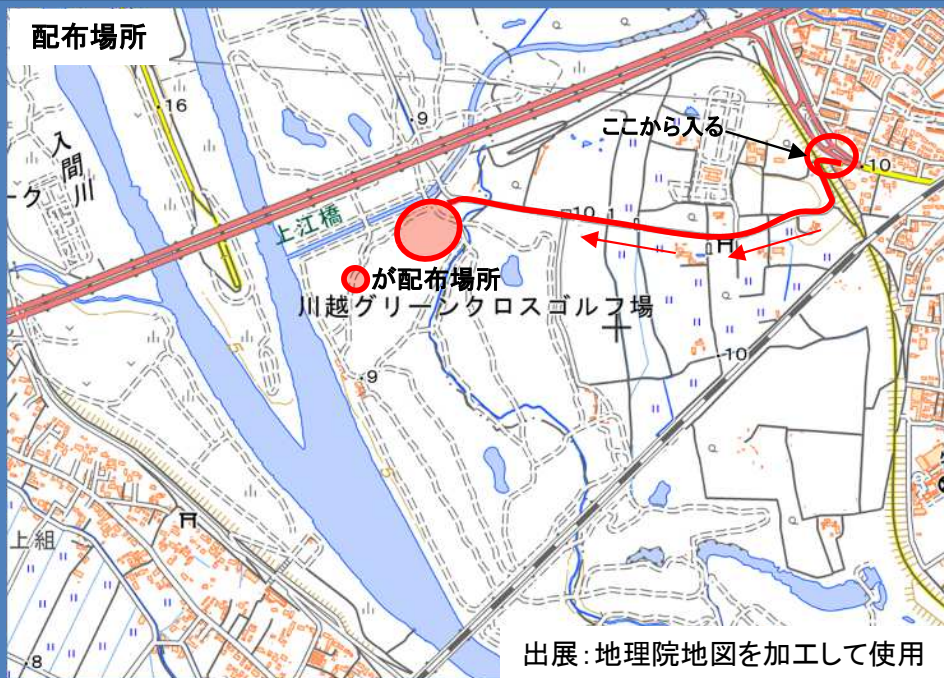 配布場所
16
9
ここから入る
10
入間川
ーク
上江橋
10
が配布場所
川越グリーンクロスゴルフ場
10
9
上組
8
出展：地理院地図を加工して使用